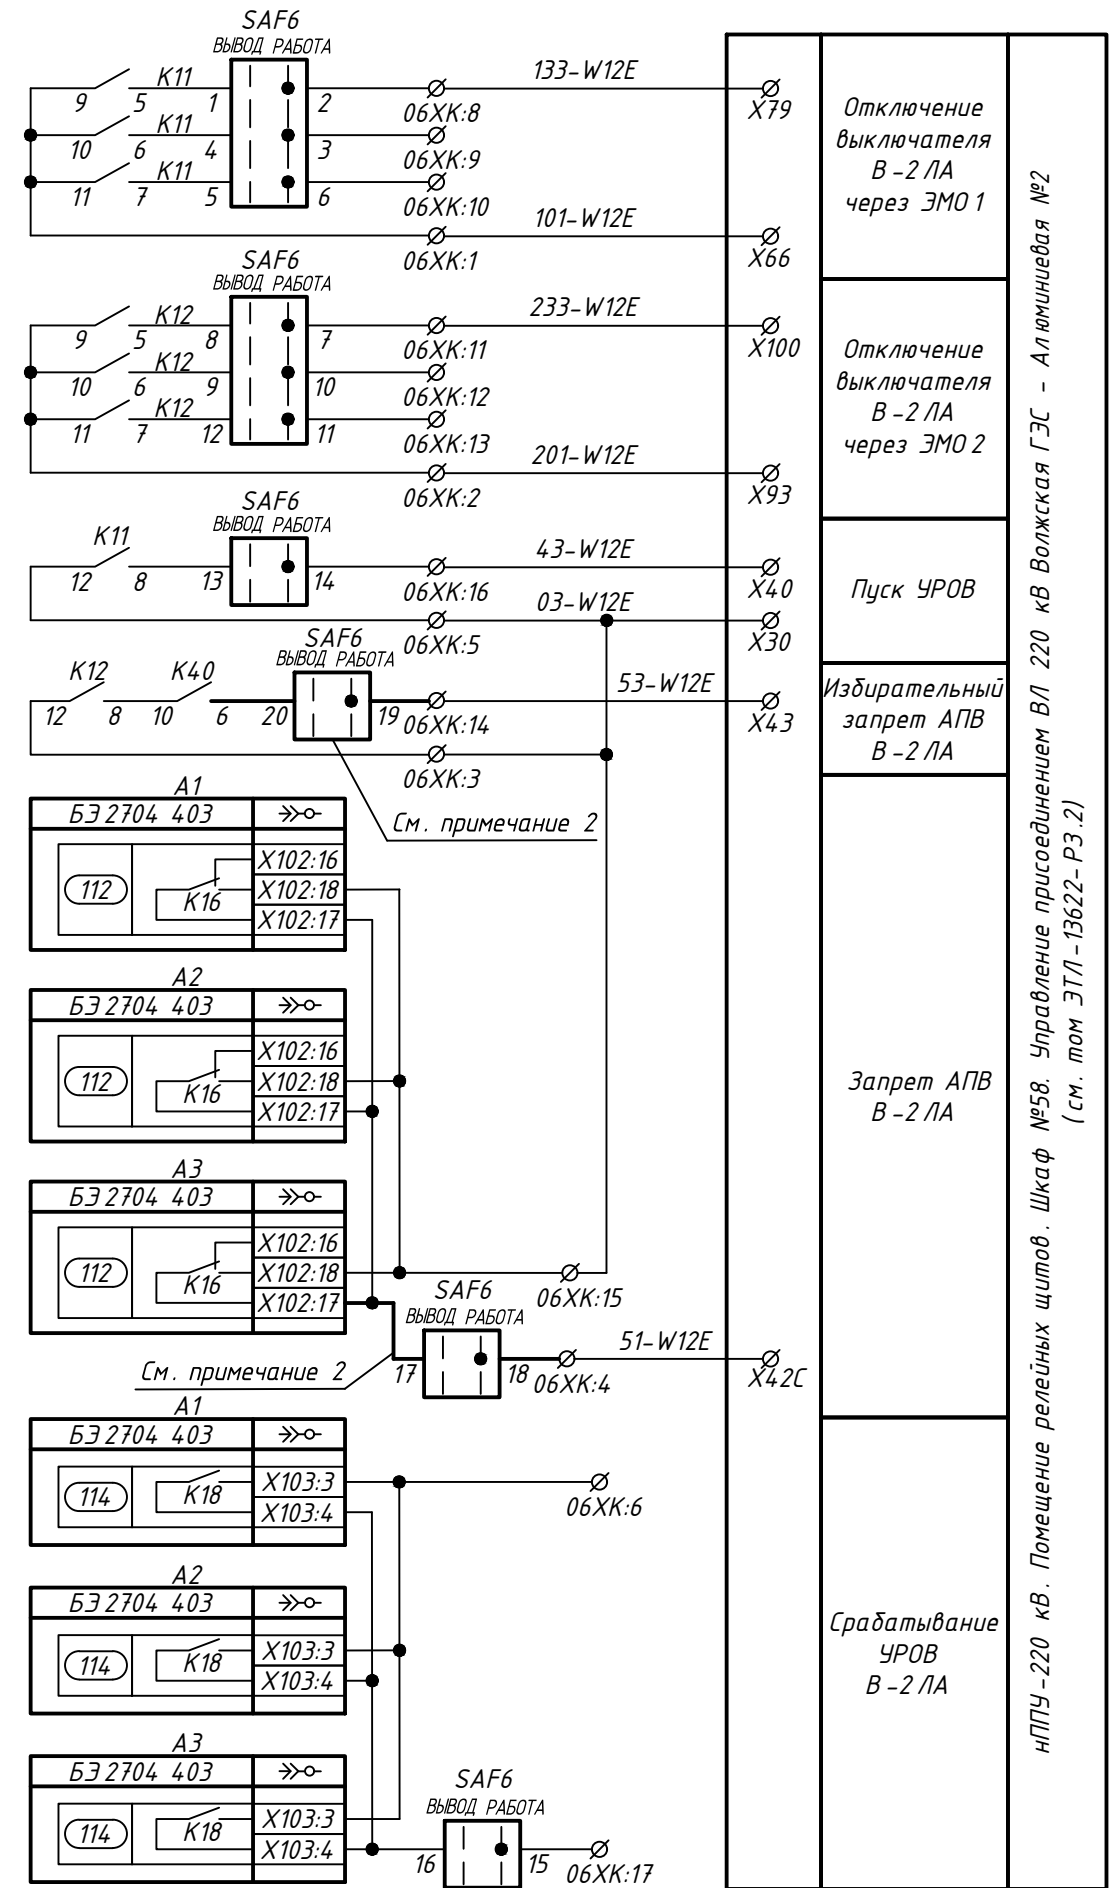 SAF6
ВЫВОД РАБОТА
9 5 K11 1 2 06XK:8 133-W12E X79
10 6 K11 4 3 06XK:9
11 7 K11 5 6 06XK:10
06XK:1 101-W12E X66
Отключение
выключателя
В-2 ЛА
через ЭМО 1
SAF6
ВЫВОД РАБОТА
9 5 K12 8 7 06XK:11 233-W12E X100
10 6 K12 9 10 06XK:12
11 7 K12 12 11 06XK:13
06XK:2 201-W12E X93
Отключение
выключателя
В-2 ЛА
через ЭМО 2
SAF6
ВЫВОД РАБОТА
K11
12 8 13 14 06XK:16 43-W12E X40
06XK:5 03-W12E X30
Пуск УРОВ
SAF6
ВЫВОД РАБОТА
K12 K40
12 8 10 6 20 19 06XK:14 53-W12E X43
06XK:3
Избирательный
запрет АПВ
В-2 ЛА
См. примечание 2
A1
БЭ 2704 403
112
K16
X102:16
X102:18
X102:17
A2
БЭ 2704 403
112
K16
X102:16
X102:18
X102:17
A3
БЭ 2704 403
112
K16
X102:16
X102:18
X102:17
06XK:15
SAF6
ВЫВОД РАБОТА
17 18 06XK:4 51-W12E X42C
См. примечание 2
Запрет АПВ
В-2 ЛА
A1
БЭ 2704 403
114
K18
X103:3
X103:4
06XK:6
A2
БЭ 2704 403
114
K18
X103:3
X103:4
A3
БЭ 2704 403
114
K18
X103:3
X103:4
SAF6
ВЫВОД РАБОТА
16 15 06XK:17
Срабатывание
УРОВ
В-2 ЛА
нППУ-220 кВ. Помещение релейных щитов. Шкаф №58. Управление присоединением ВЛ 220 кВ Волжская ГЭС - Алюминиевая №2
(см. том ЭТЛ-13622-РЗ.2)